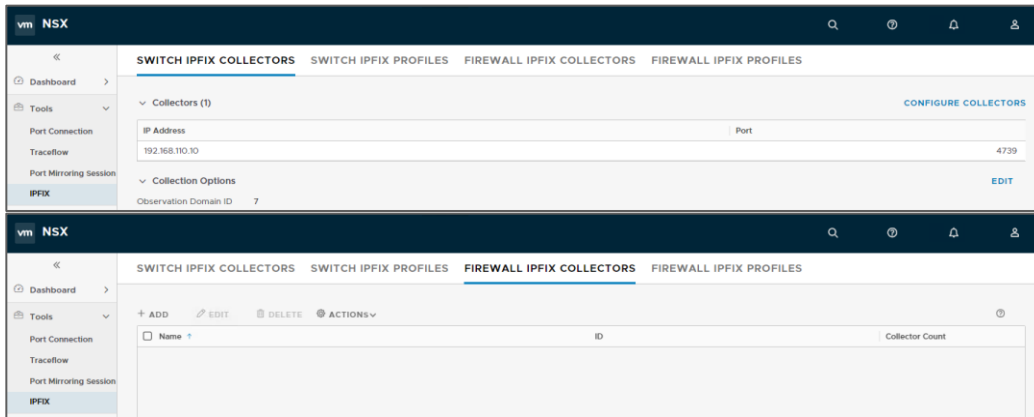 vm NSX
«
SWITCH IPFIX COLLECTORS SWITCH IPFIX PROFILES FIREWALL IPFIX COLLECTORS FIREWALL IPFIX PROFILES
Dashboard >
Tools
Collectors (1) CONFIGURE COLLECTORS
Port Connection
IP Address Port
Traceflow
192.168.110.10 4739
Port Mirroring Session
Collection Options EDIT
IPFIX
Observation Domain ID 7
vm NSX
«
SWITCH IPFIX COLLECTORS SWITCH IPFIX PROFILES FIREWALL IPFIX COLLECTORS FIREWALL IPFIX PROFILES
Dashboard >
Tools
+ ADD EDIT DELETE ACTIONS
Port Connection
Name ↑ ID Collector Count
Traceflow
Port Mirroring Session
IPFIX